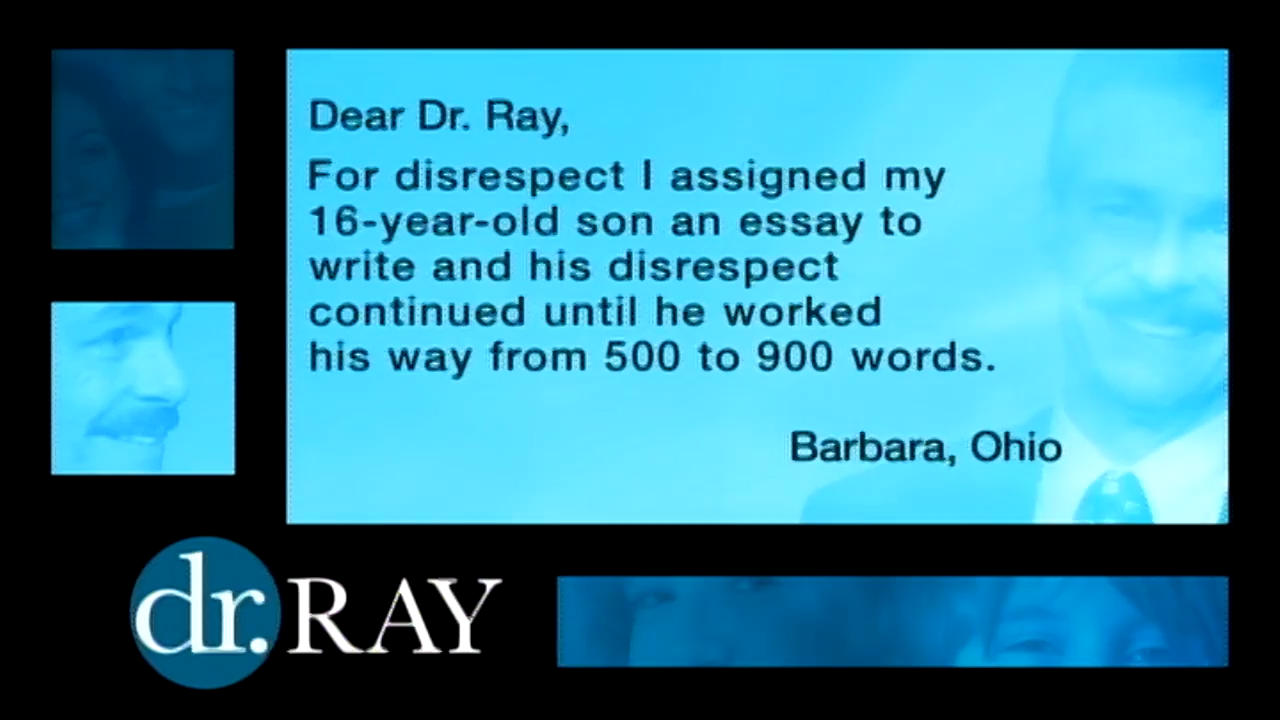 Dear Dr. Ray,
For disrespect I assigned my
16-year-old son an essay to
write and his disrespect
continued until he worked
his way from 500 to 900 words.
Barbara, Ohio
dr. RAY